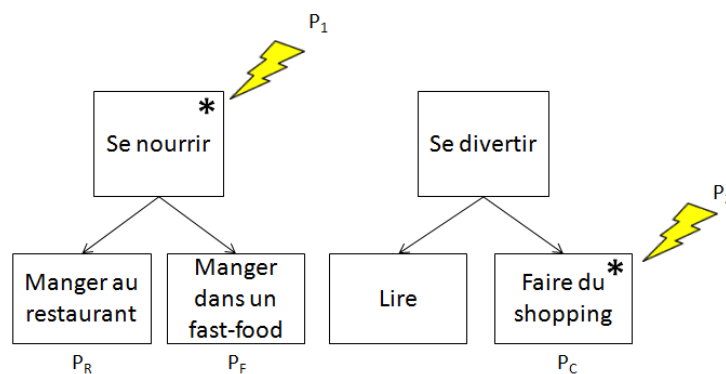 P1
*
Se nourrir
Se divertir
P
Manger au
restaurant
Manger
dans un
fast-food
Lire
*
Faire du
shopping
PR
PF
PC